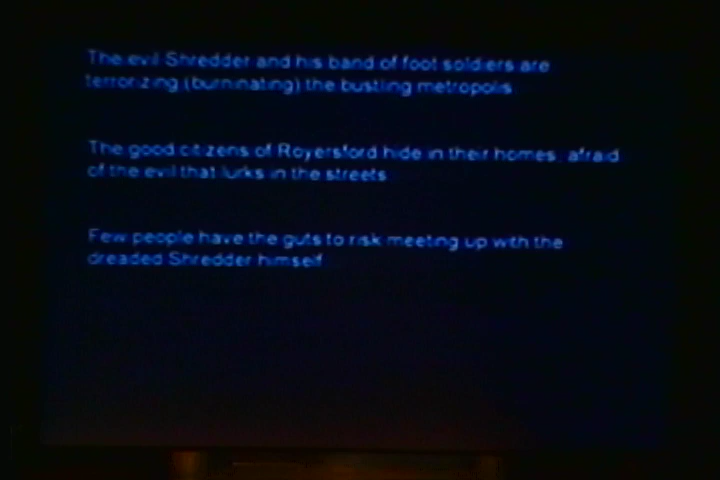 The evil Shredder and his band of foot soldiers are
terrorizing (burninating) the bustling metropolis.
The good citizens of Royersford hide in their homes, afraid
of the evil that lurks in the streets.
Few people have the guts to risk meeting up with the
dreaded Shredder himself.